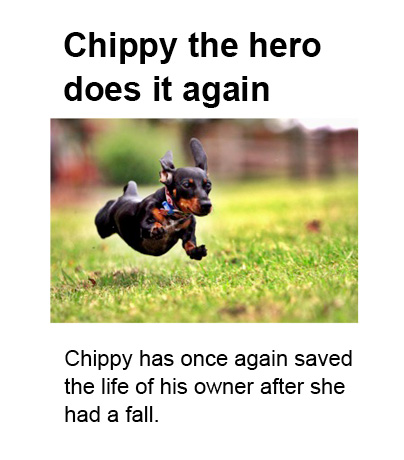 Chippy the hero
does it again
Chippy has once again saved
the life of his owner after she
had a fall.